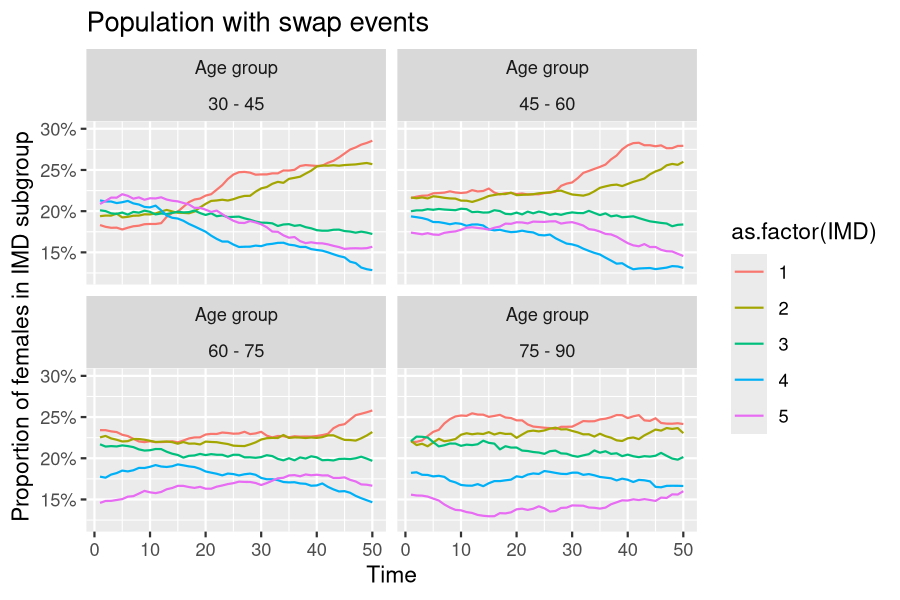 Population with swap events
Age group
30 - 45
Age group
45 - 60
30%
25%
20%
15%
Age group
60 - 75
Age group
75 - 90
30%
25%
20%
15%
0 10 20 30 40 50
0 10 20 30 40 50
Time
Proportion of females in IMD subgroup
as.factor(IMD)
1
2
3
4
5